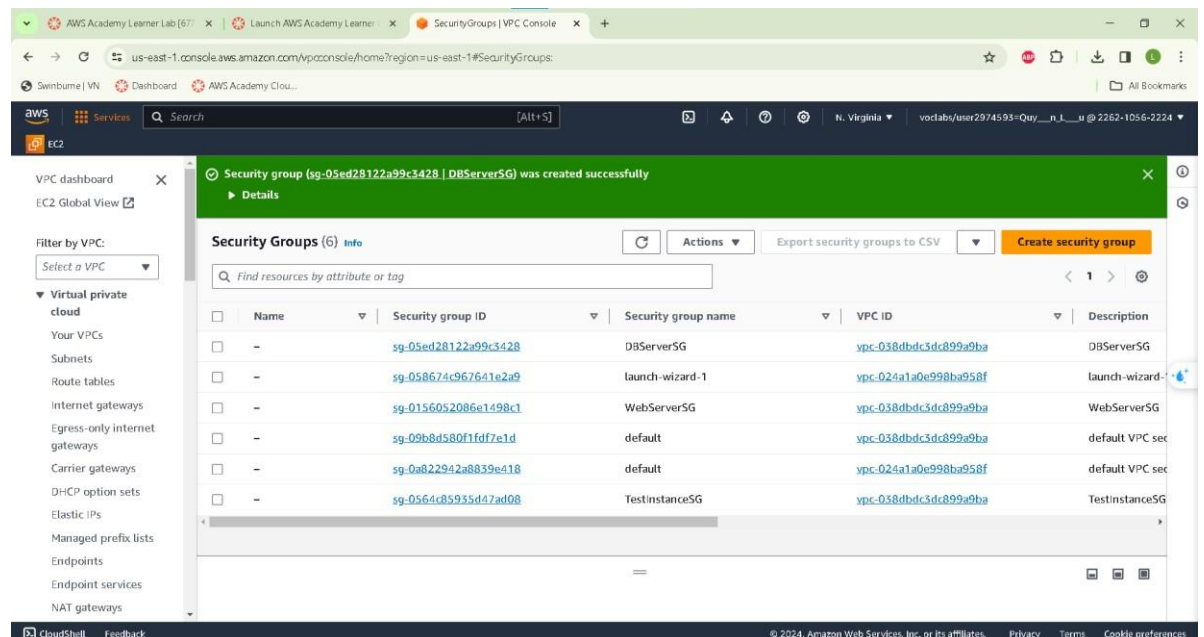 AWS Academy Learner Lab [677
Launch AWS Academy Learner
SecurityGroups | VPC Console
us-east-1.console.aws.amazon.com/vpcconsole/home?region=us-east-1#SecurityGroups:
Swinburne | VN Dashboard AWS Academy Clou... All Bookmarks
aws Services Search [Alt+S] N. Virginia voclabs/user2974593=Quy__n_L__u @ 2262-1056-2224
EC2
VPC dashboard
EC2 Global View
Filter by VPC:
Select a VPC
Virtual private cloud
Your VPCs
Subnets
Route tables
Internet gateways
Egress-only internet gateways
Carrier gateways
DHCP option sets
Elastic IPs
Managed prefix lists
Endpoints
Endpoint services
NAT gateways
Security group (sg-05ed28122a99c3428 | DBServerSG) was created successfully
Details
Security Groups (6) Info Actions Export security groups to CSV Create security group
Find resources by attribute or tag 1
Name Security group ID Security group name VPC ID Description
– sg-05ed28122a99c3428 DBServerSG vpc-038dbdc3dc899a9ba DBServerSG
– sg-058674c967641e2a9 launch-wizard-1 vpc-024a1a0e998ba958f launch-wizard-
– sg-0156052086e1498c1 WebServerSG vpc-038dbdc3dc899a9ba WebServerSG
– sg-09b8d580f1fdf7e1d default vpc-038dbdc3dc899a9ba default VPC sec
– sg-0a822942a8839e418 default vpc-024a1a0e998ba958f default VPC sec
– sg-0564c85935d47ad08 TestInstanceSG vpc-038dbdc3dc899a9ba TestInstanceSG
CloudShell Feedback © 2024, Amazon Web Services, Inc. or its affiliates. Privacy Terms Cookie preferences